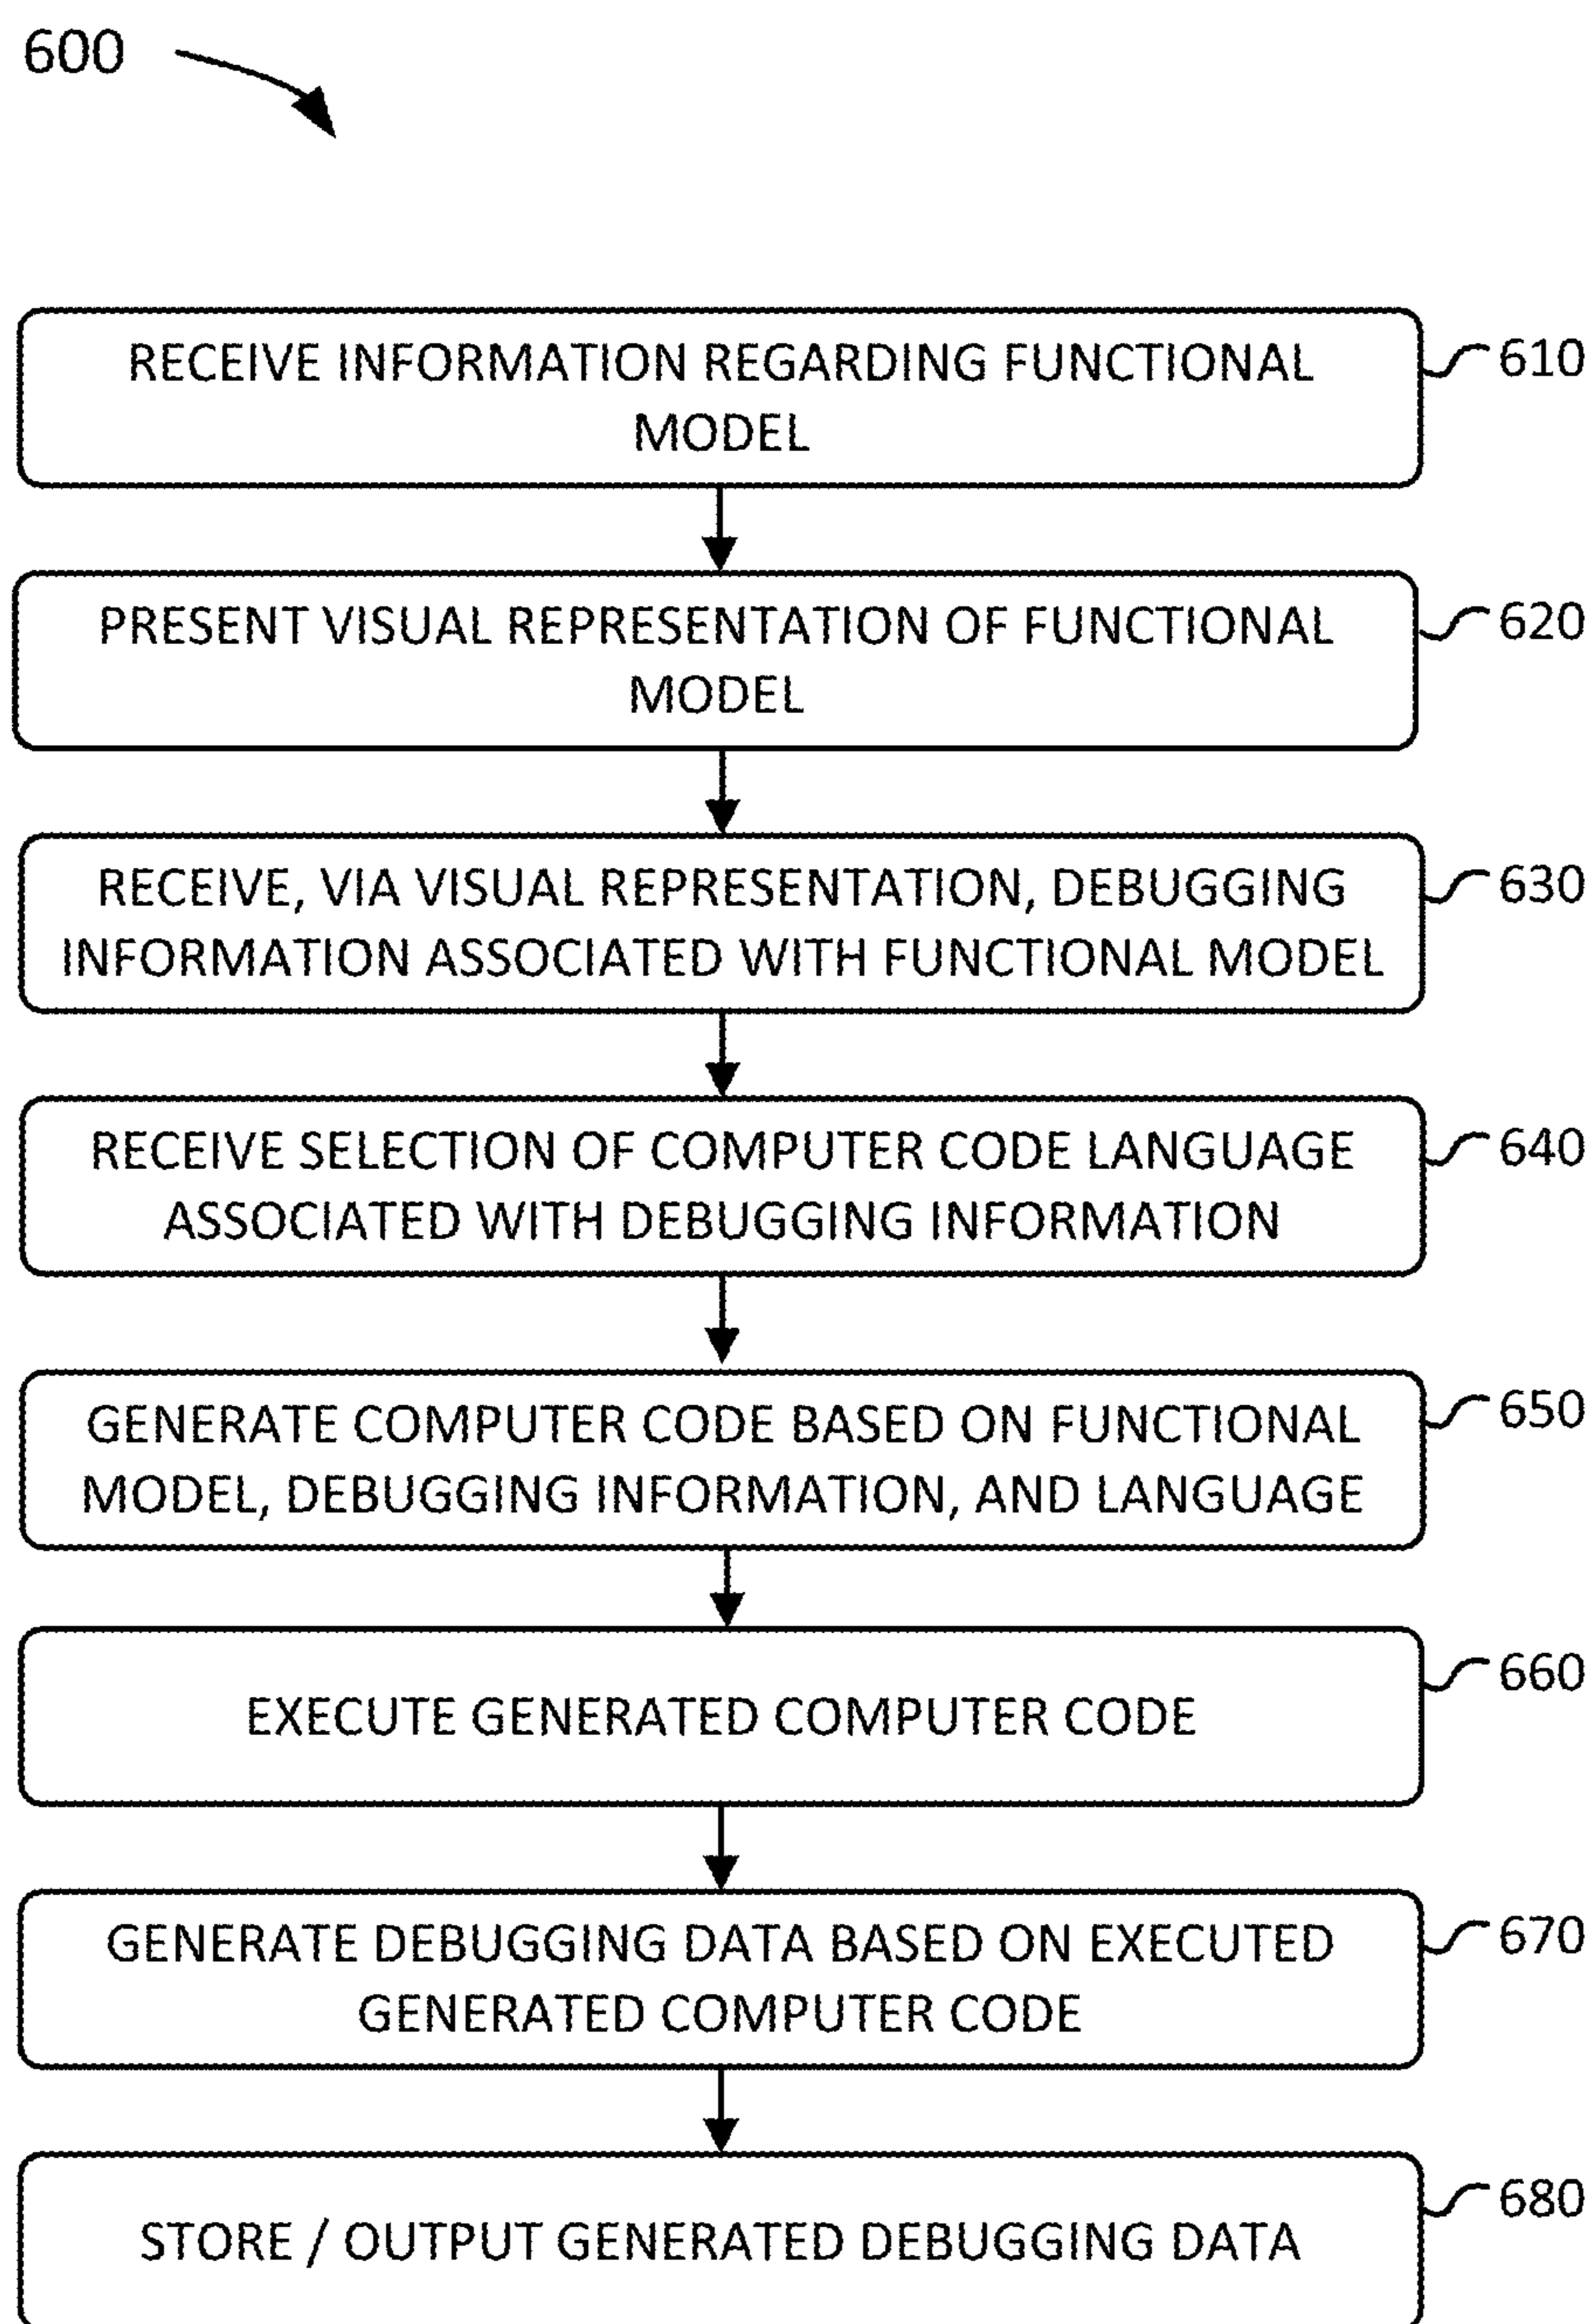 600
RECEIVE INFORMATION REGARDING FUNCTIONAL
MODEL
610
PRESENT VISUAL REPRESENTATION OF FUNCTIONAL
MODEL
620
RECEIVE, VIA VISUAL REPRESENTATION, DEBUGGING
INFORMATION ASSOCIATED WITH FUNCTIONAL MODEL
630
RECEIVE SELECTION OF COMPUTER CODE LANGUAGE
ASSOCIATED WITH DEBUGGING INFORMATION
640
GENERATE COMPUTER CODE BASED ON FUNCTIONAL
MODEL, DEBUGGING INFORMATION, AND LANGUAGE
650
EXECUTE GENERATED COMPUTER CODE
660
GENERATE DEBUGGING DATA BASED ON EXECUTED
GENERATED COMPUTER CODE
670
STORE / OUTPUT GENERATED DEBUGGING DATA
680